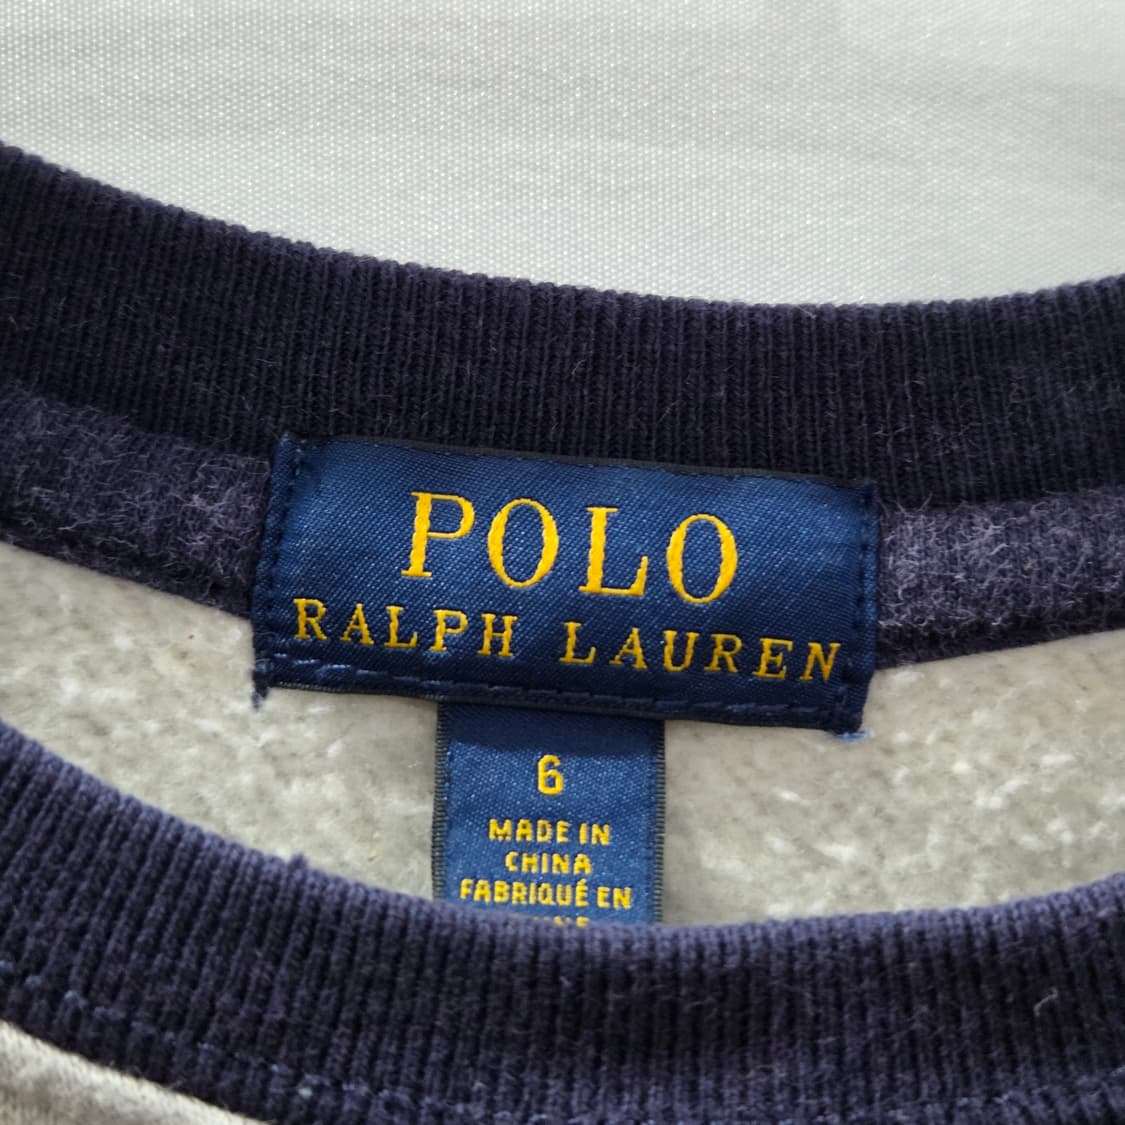 POLO
RALPH LAUREN
6
MADE IN
CHINA
FABRIQUÉ EN